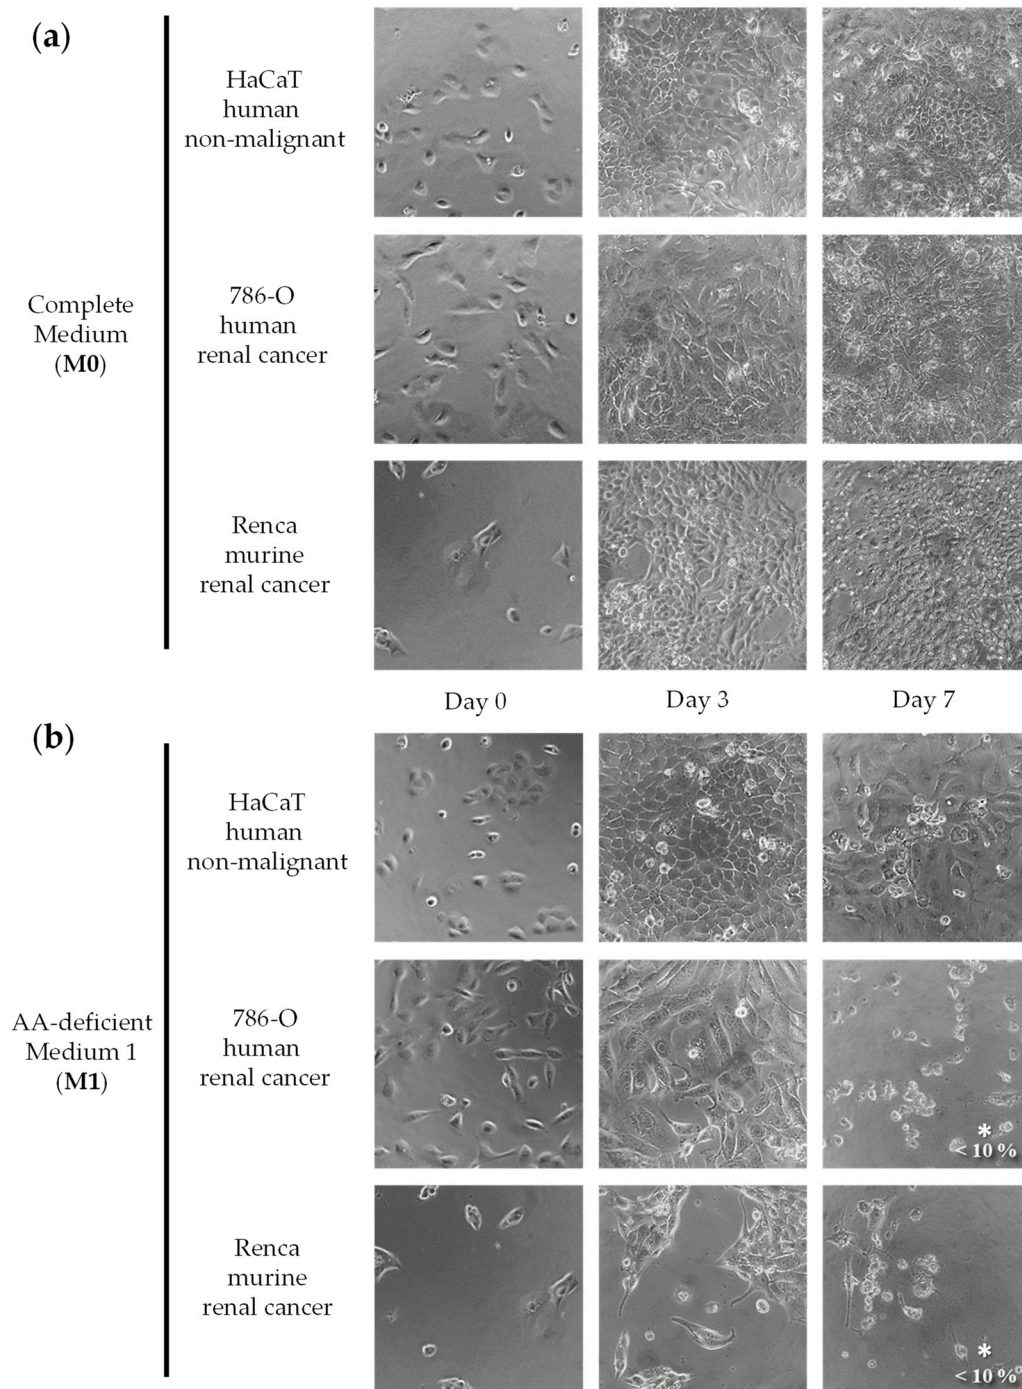 (a)
HaCaT
human
non-malignant
Complete
Medium
(M0)
786-O
human
renal cancer
Renca
murine
renal cancer
Day 0
Day 3
Day 7
(b)
HaCaT
human
non-malignant
AA-deficient
Medium 1
(M1)
786-O
human
renal cancer
*
< 10 %
Renca
murine
renal cancer
*
< 10 %